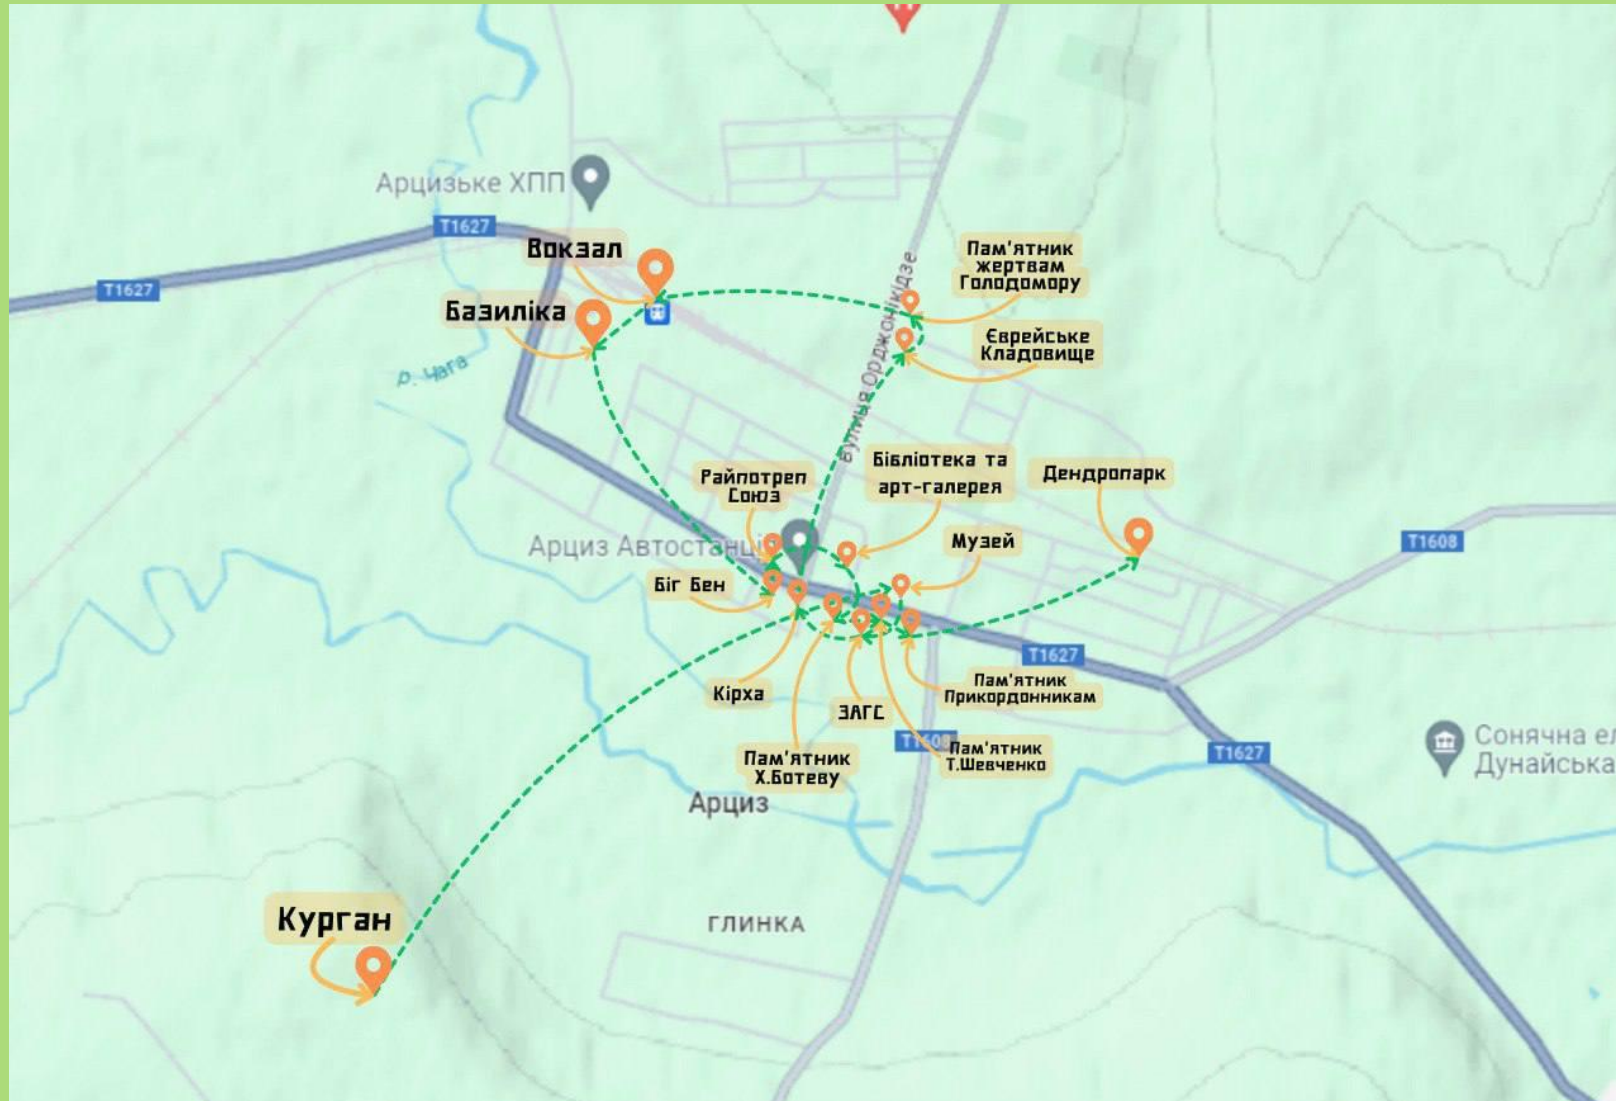 Арцизьке ХПП
T1627
Вокзал
T1627
Базиліка
р. Чага
вулиця Орджонікідзе
Пам'ятник
жертвам
Голодомору
Єврейське
Кладовище
Райпотреп
Союз
Бібліотека та
арт-галерея
Дендропарк
Арциз Автостанція
Музей
T1608
Біг Бен
T1627
Кірха
ЗАГС
Пам'ятник
Прикордонникам
Пам'ятник
Х.Ботеву
T1608
Пам'ятник
Т.Шевченко
T1627
Сонячна ел
Дунайська
Арциз
Курган
ГЛИНКА